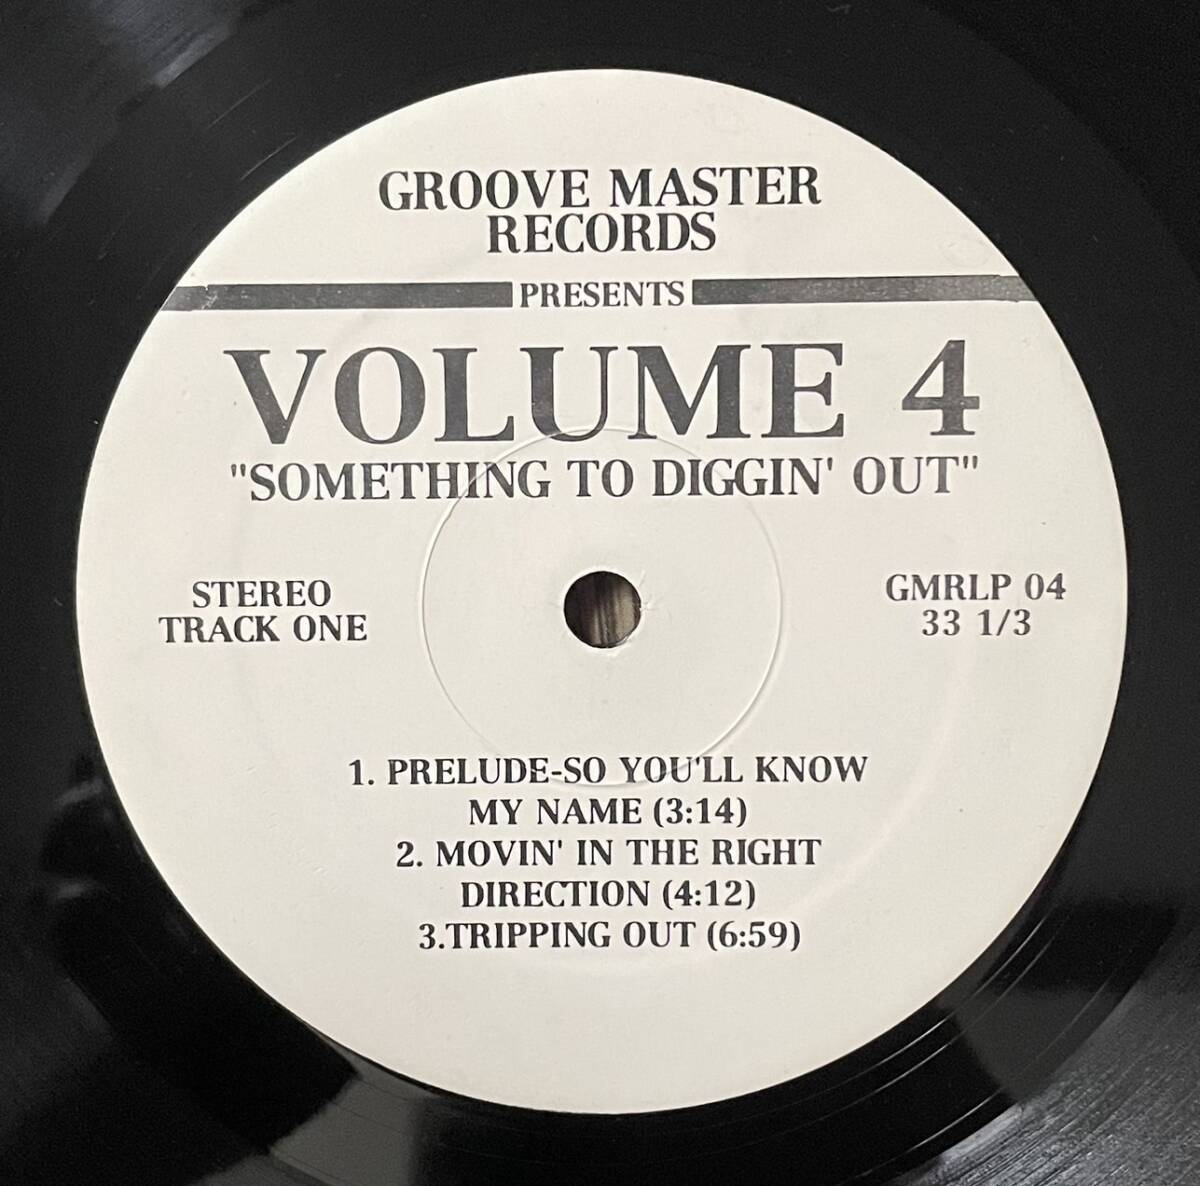 GROOVE MASTER
RECORDS
PRESENTS
VOLUME 4
"SOMETHING TO DIGGIN' OUT"
STEREO
TRACK ONE
GMRLP 04
33 1/3
1. PRELUDE-SO YOU'LL KNOW
MY NAME (3:14)
2. MOVIN' IN THE RIGHT
DIRECTION (4:12)
3.TRIPPING OUT (6:59)